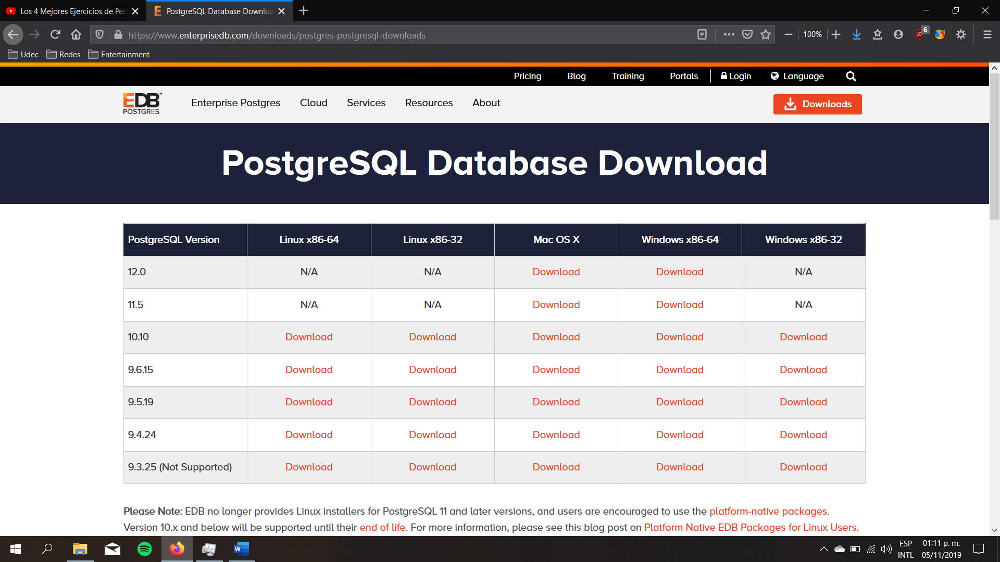 Los 4 Mejores Ejercicios de Pec
PostgreSQL Database Downloa
https://www.enterprisedb.com/downloads/postgres-postgresql-downloads
100%
6
Udec
Redes
Entertainment
Pricing
Blog
Training
Portals
Login
Language
EDB™
POSTGRES
Enterprise Postgres
Cloud
Services
Resources
About
Downloads
PostgreSQL Database Download
PostgreSQL Version Linux x86-64 Linux x86-32 Mac OS X Windows x86-64 Windows x86-32
12.0 N/A N/A Download Download N/A
11.5 N/A N/A Download Download N/A
10.10 Download Download Download Download Download
9.6.15 Download Download Download Download Download
9.5.19 Download Download Download Download Download
9.4.24 Download Download Download Download Download
9.3.25 (Not Supported) Download Download Download Download Download
Please Note: EDB no longer provides Linux installers for PostgreSQL 11 and later versions, and users are encouraged to use the platform-native packages.
Version 10.x and below will be supported until their end of life. For more information, please see this blog post on Platform Native EDB Packages for Linux Users.
ESP
INTL
01:11 p. m.
05/11/2019